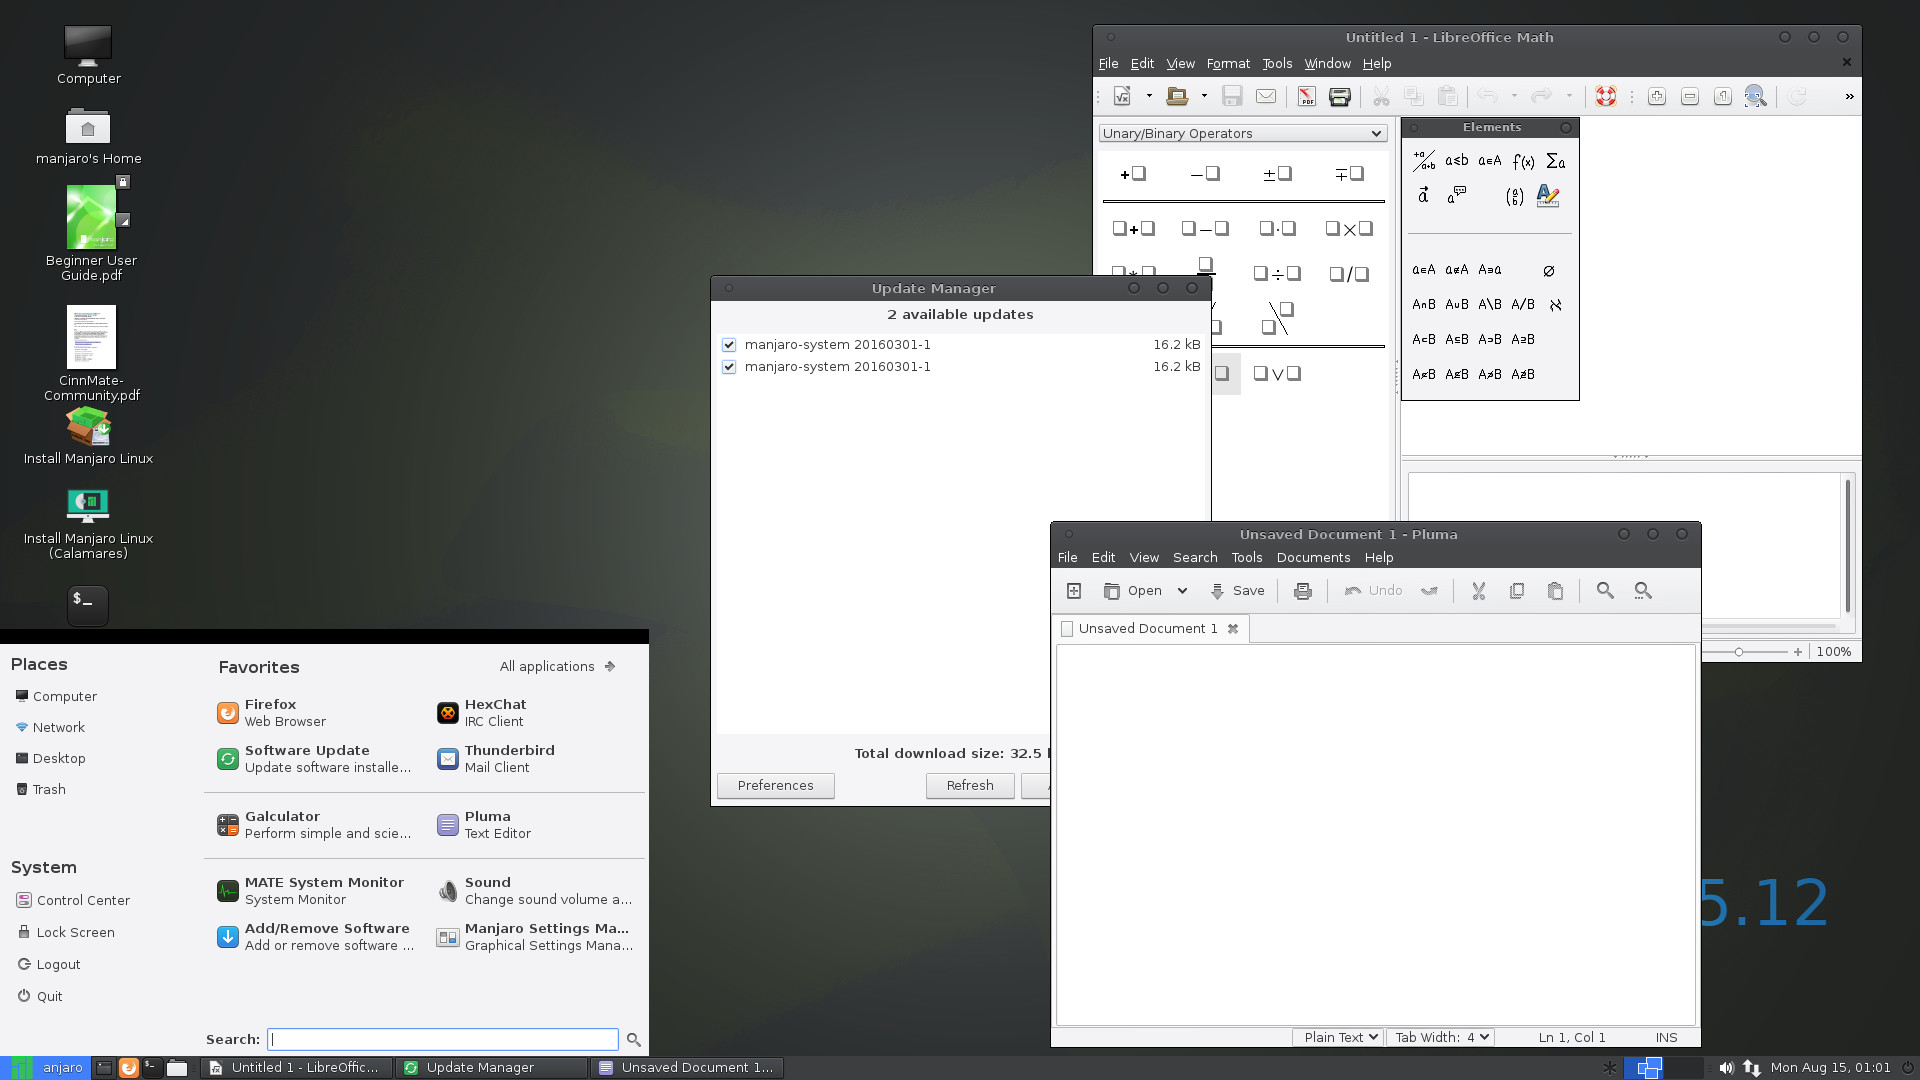 Computer
manjaro's Home
Beginner User
Guide.pdf
CinnMate-
Community.pdf
Install Manjaro Linux
Install Manjaro Linux
(Calamares)
Untitled 1 - LibreOffice Math
File Edit View Format Tools Window Help
Unary/Binary Operators
Elements
100%
Update Manager
2 available updates
manjaro-system 20160301-1 16.2 kB
manjaro-system 20160301-1 16.2 kB
Total download size: 32.5
Preferences Refresh
Unsaved Document 1 - Pluma
File Edit View Search Tools Documents Help
Open Save Undo
Unsaved Document 1
Plain Text Tab Width: 4 Ln 1, Col 1 INS
5.12
Places
Computer
Network
Desktop
Trash
System
Control Center
Lock Screen
Logout
Quit
Favorites All applications
Firefox
Web Browser
HexChat
IRC Client
Software Update
Update software installe...
Thunderbird
Mail Client
Galculator
Perform simple and scie...
Pluma
Text Editor
MATE System Monitor
System Monitor
Sound
Change sound volume a...
Add/Remove Software
Add or remove software ...
Manjaro Settings Ma...
Graphical Settings Mana...
Search:
anjaro Untitled 1 - LibreOffic... Update Manager Unsaved Document 1... Mon Aug 15, 01:01